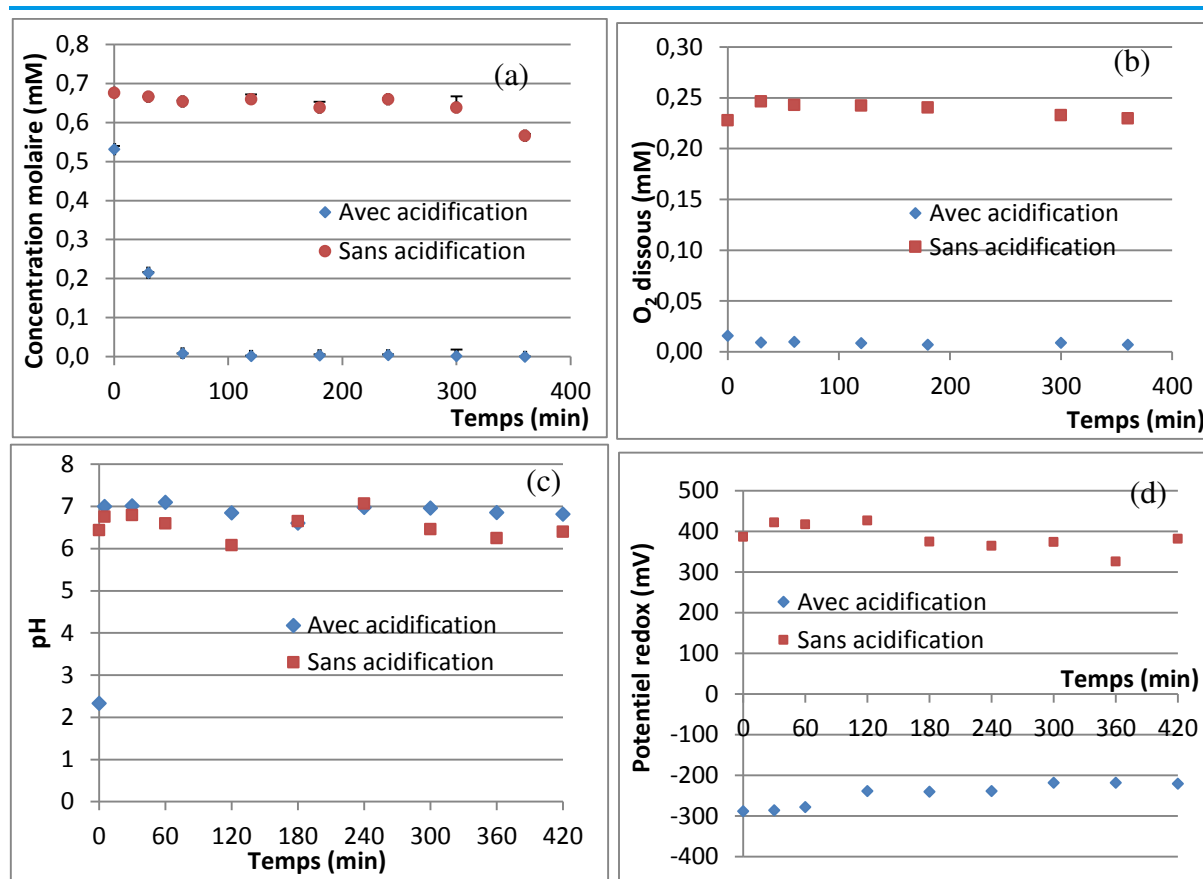 (a)
Concentration molaire (mM)
0,8
0,7
0,6
0,5
0,4
0,3
0,2
0,1
0,0
Avec acidification
Sans acidification
0 100 200 300 400
Temps (min)
(b)
O₂ dissous (mM)
0,30
0,25
0,20
0,15
0,10
0,05
0,00
Avec acidification
Sans acidification
0 100 200 300 400
Temps (min)
(c)
pH
8
7
6
5
4
3
2
1
0
Avec acidification
Sans acidification
0 60 120 180 240 300 360 420
Temps (min)
(d)
Potentiel redox (mV)
500
400
300
200
100
0
-100
-200
-300
-400
Avec acidification
Sans acidification
Temps (min)
0 60 120 180 240 300 360 420